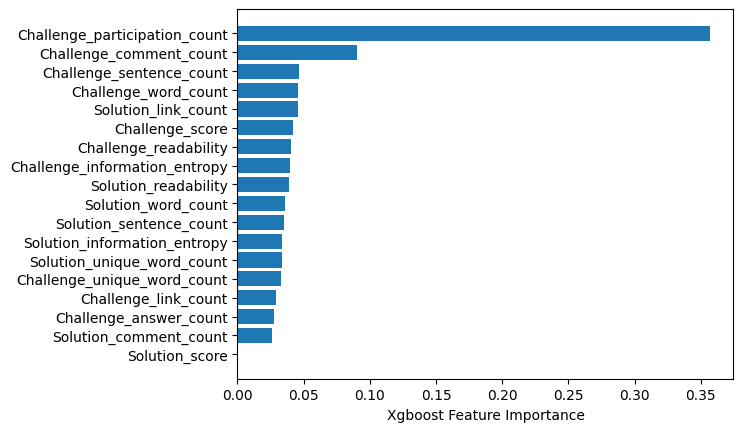 Challenge_participation_count
Challenge_comment_count
Challenge_sentence_count
Challenge_word_count
Solution_link_count
Challenge_score
Challenge_readability
Challenge_information_entropy
Solution_readability
Solution_word_count
Solution_sentence_count
Solution_information_entropy
Solution_unique_word_count
Challenge_unique_word_count
Challenge_link_count
Challenge_answer_count
Solution_comment_count
Solution_score
0.00 0.05 0.10 0.15 0.20 0.25 0.30 0.35
Xgboost Feature Importance